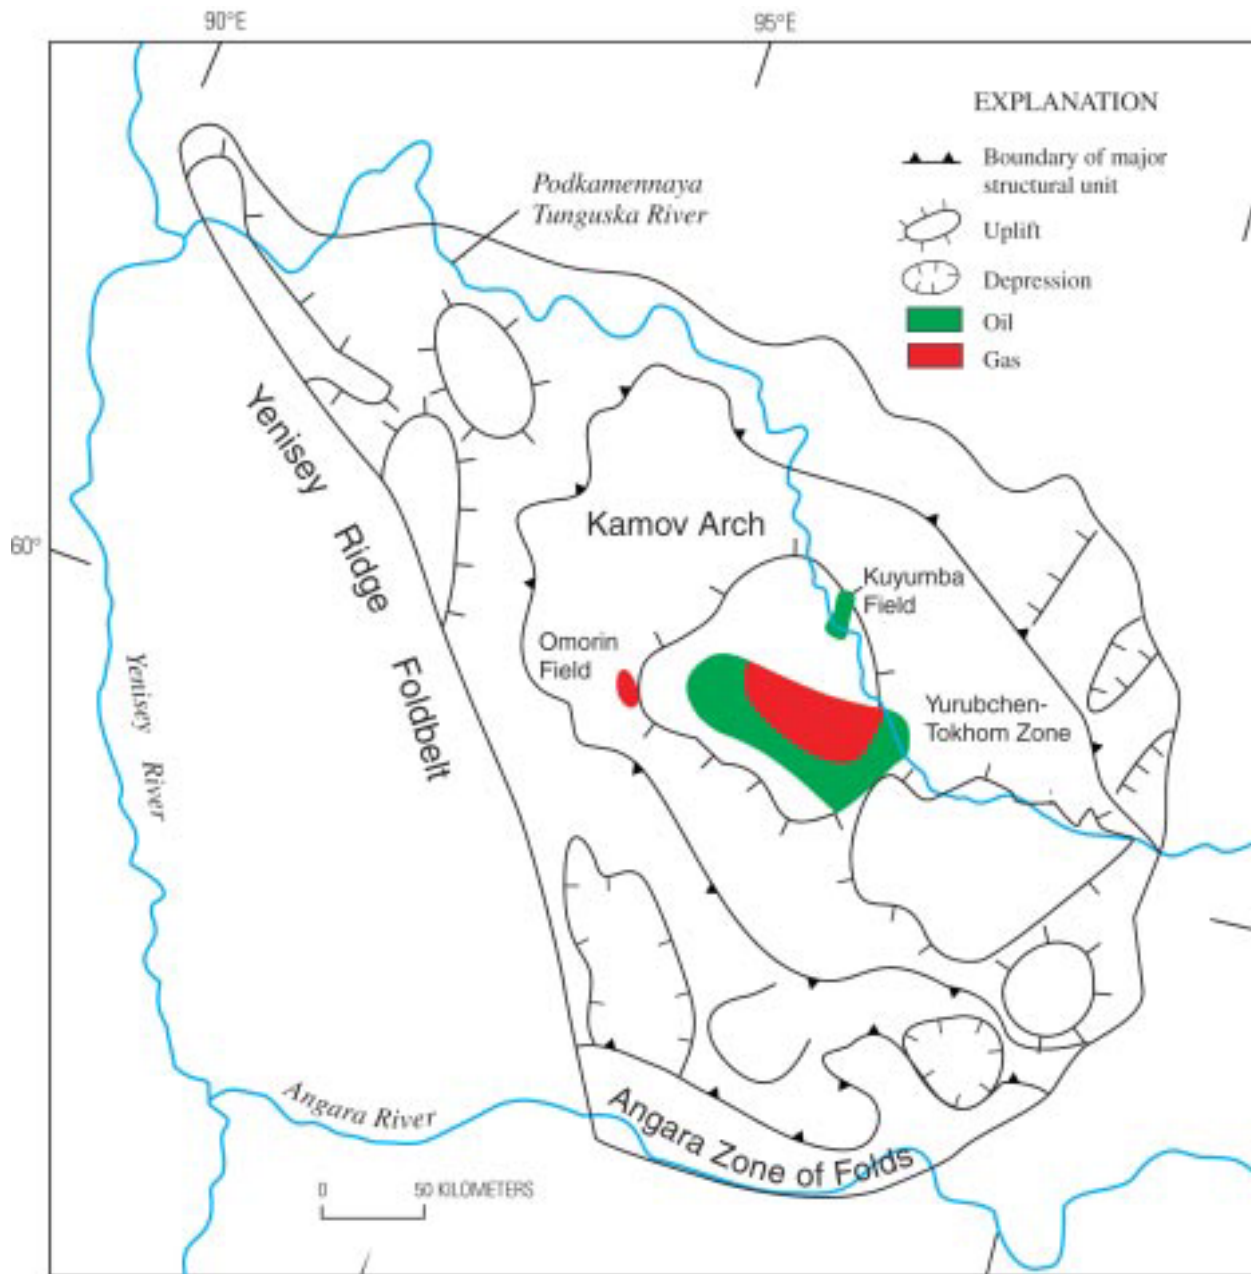 90°E
95°E
EXPLANATION
Boundary of major
structural unit
Uplift
Depression
Oil
Gas
Podkamennaya
Tunguska River
Yenisey Ridge Foldbelt
Kamov Arch
60°
Kuyumba
Field
Omorin
Field
Yurubchen-
Tokhom Zone
Yenisey River
Angara River
Angara Zone of Folds
0 50 KILOMETERS